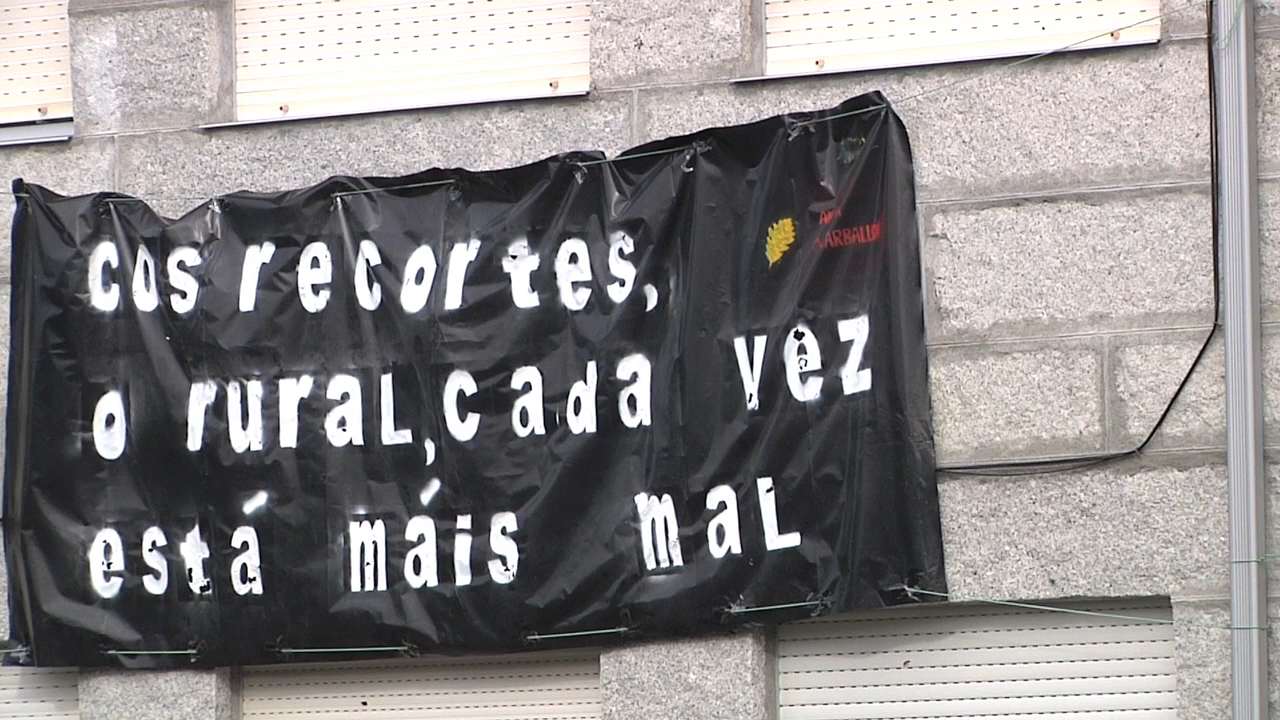 cos recortes,
o rural, cada vez
está máis mal